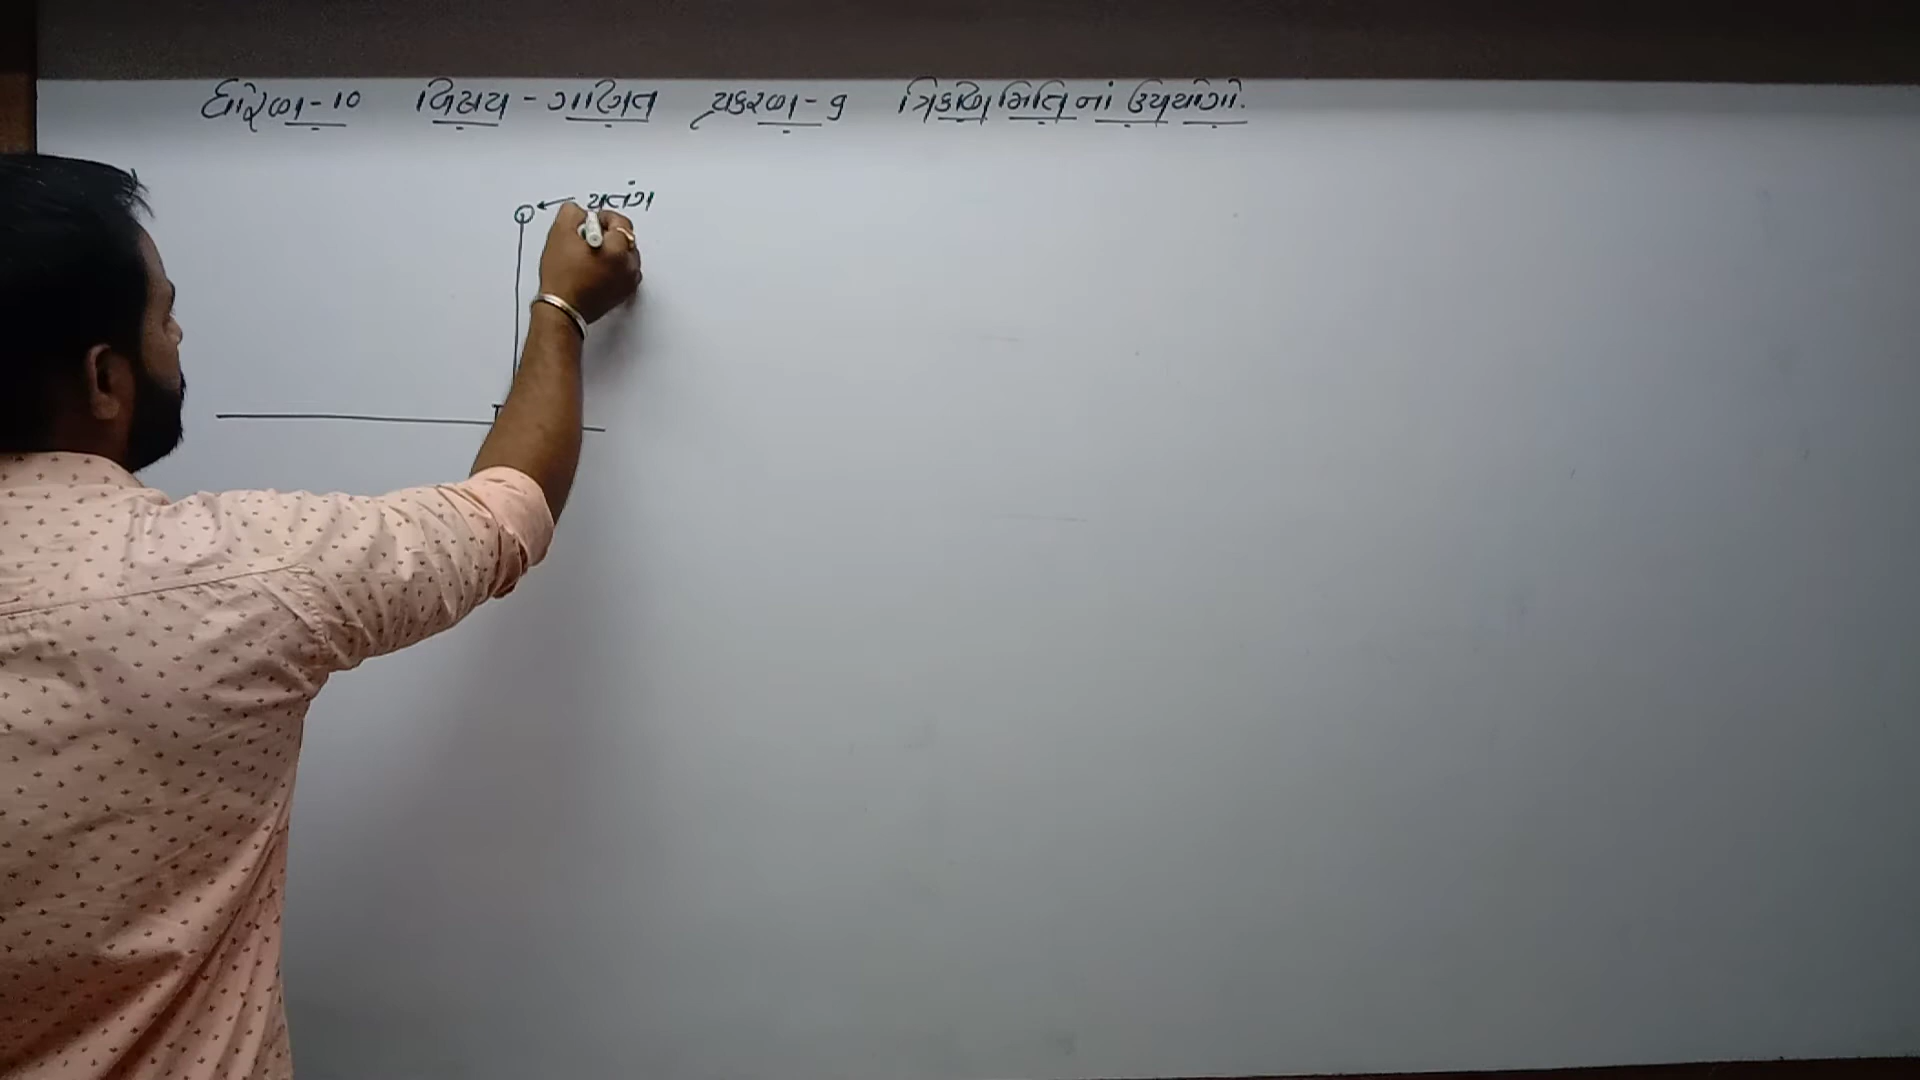 ધોરણ-10 વિષય - ગણિત પ્રકરણ-9 ત્રિકોણમિતિનાં ઉપયોગો.
પતંગ